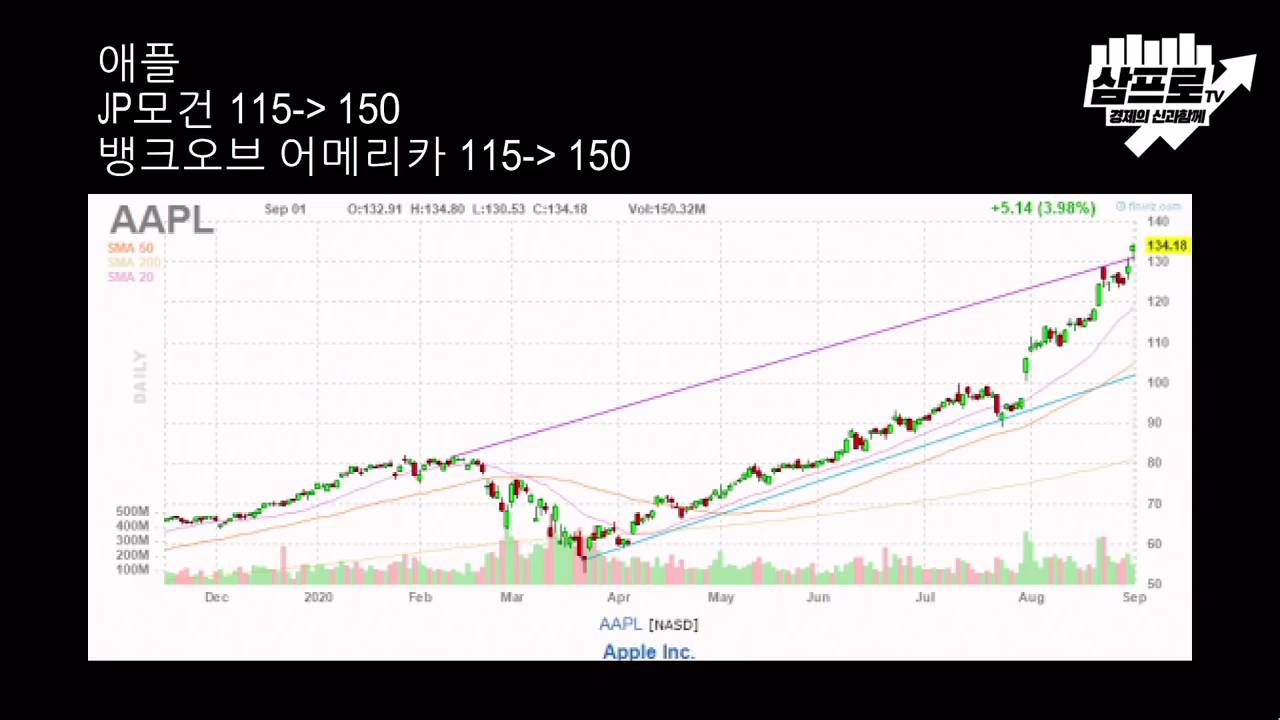 애플
JP모건 115-> 150
뱅크오브 어메리카 115-> 150
삼프로TV
경제의 신과함께
AAPL
Sep 01 O:132.91 H:134.80 L:130.53 C:134.18 Vol:150.32M +5.14 (3.98%) © finviz.com
SMA 50
SMA 200
SMA 20
DAILY
140
134.18
130
120
110
100
90
80
70
60
50
500M
400M
300M
200M
100M
Dec 2020 Feb Mar Apr May Jun Jul Aug Sep
AAPL [NASD]
Apple Inc.